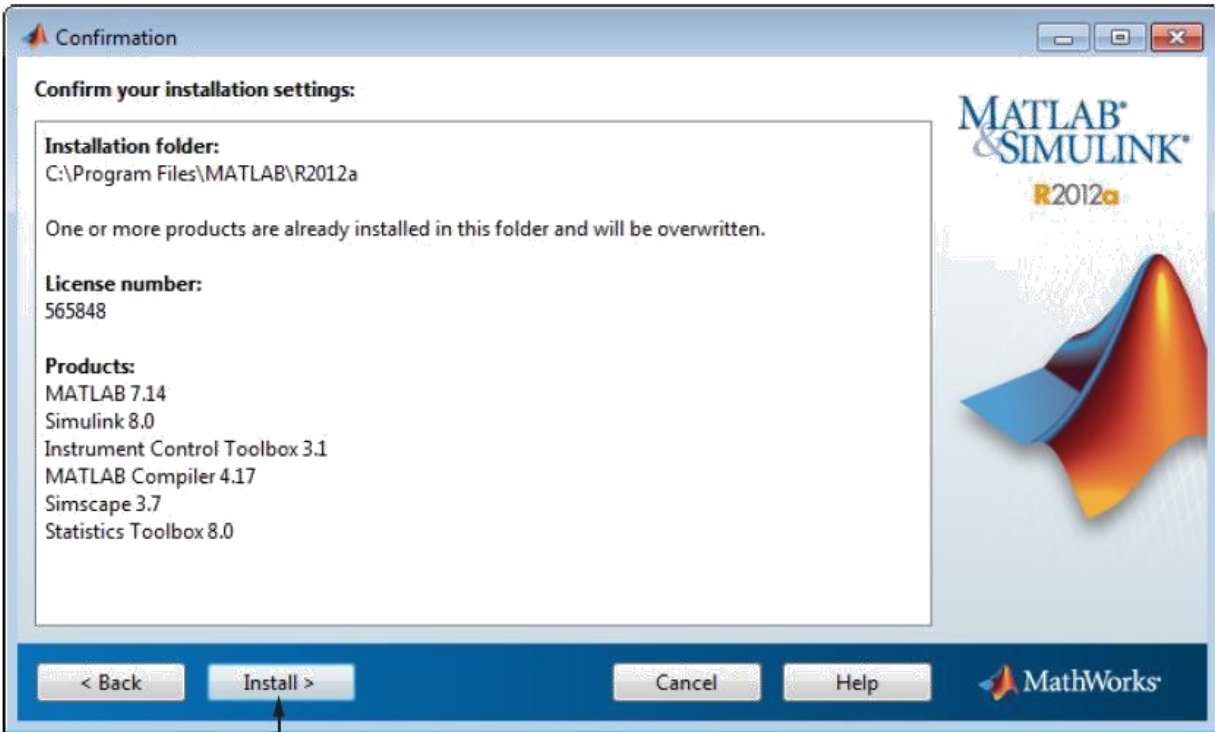 Confirmation
Confirm your installation settings:
Installation folder:
C:\Program Files\MATLAB\R2012a
One or more products are already installed in this folder and will be overwritten.
License number:
565848
Products:
MATLAB 7.14
Simulink 8.0
Instrument Control Toolbox 3.1
MATLAB Compiler 4.17
Simscape 3.7
Statistics Toolbox 8.0
MATLAB®
&SIMULINK®
R2012a
< Back
Install >
Cancel
Help
MathWorks®